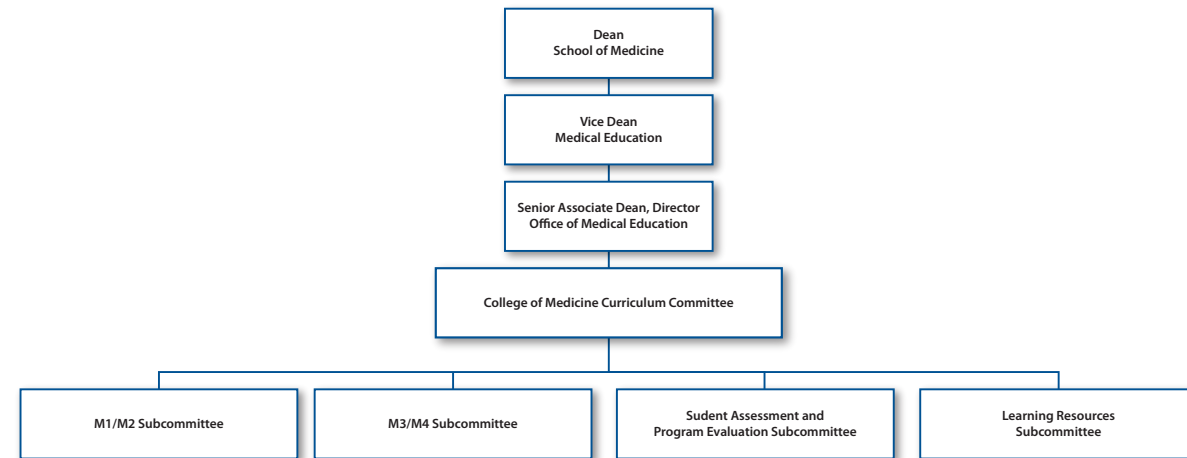 Dean
School of Medicine
Vice Dean
Medical Education
Senior Associate Dean, Director
Office of Medical Education
College of Medicine Curriculum Committee
M1/M2 Subcommittee
M3/M4 Subcommittee
Sudent Assessment and
Program Evaluation Subcommittee
Learning Resources
Subcommittee